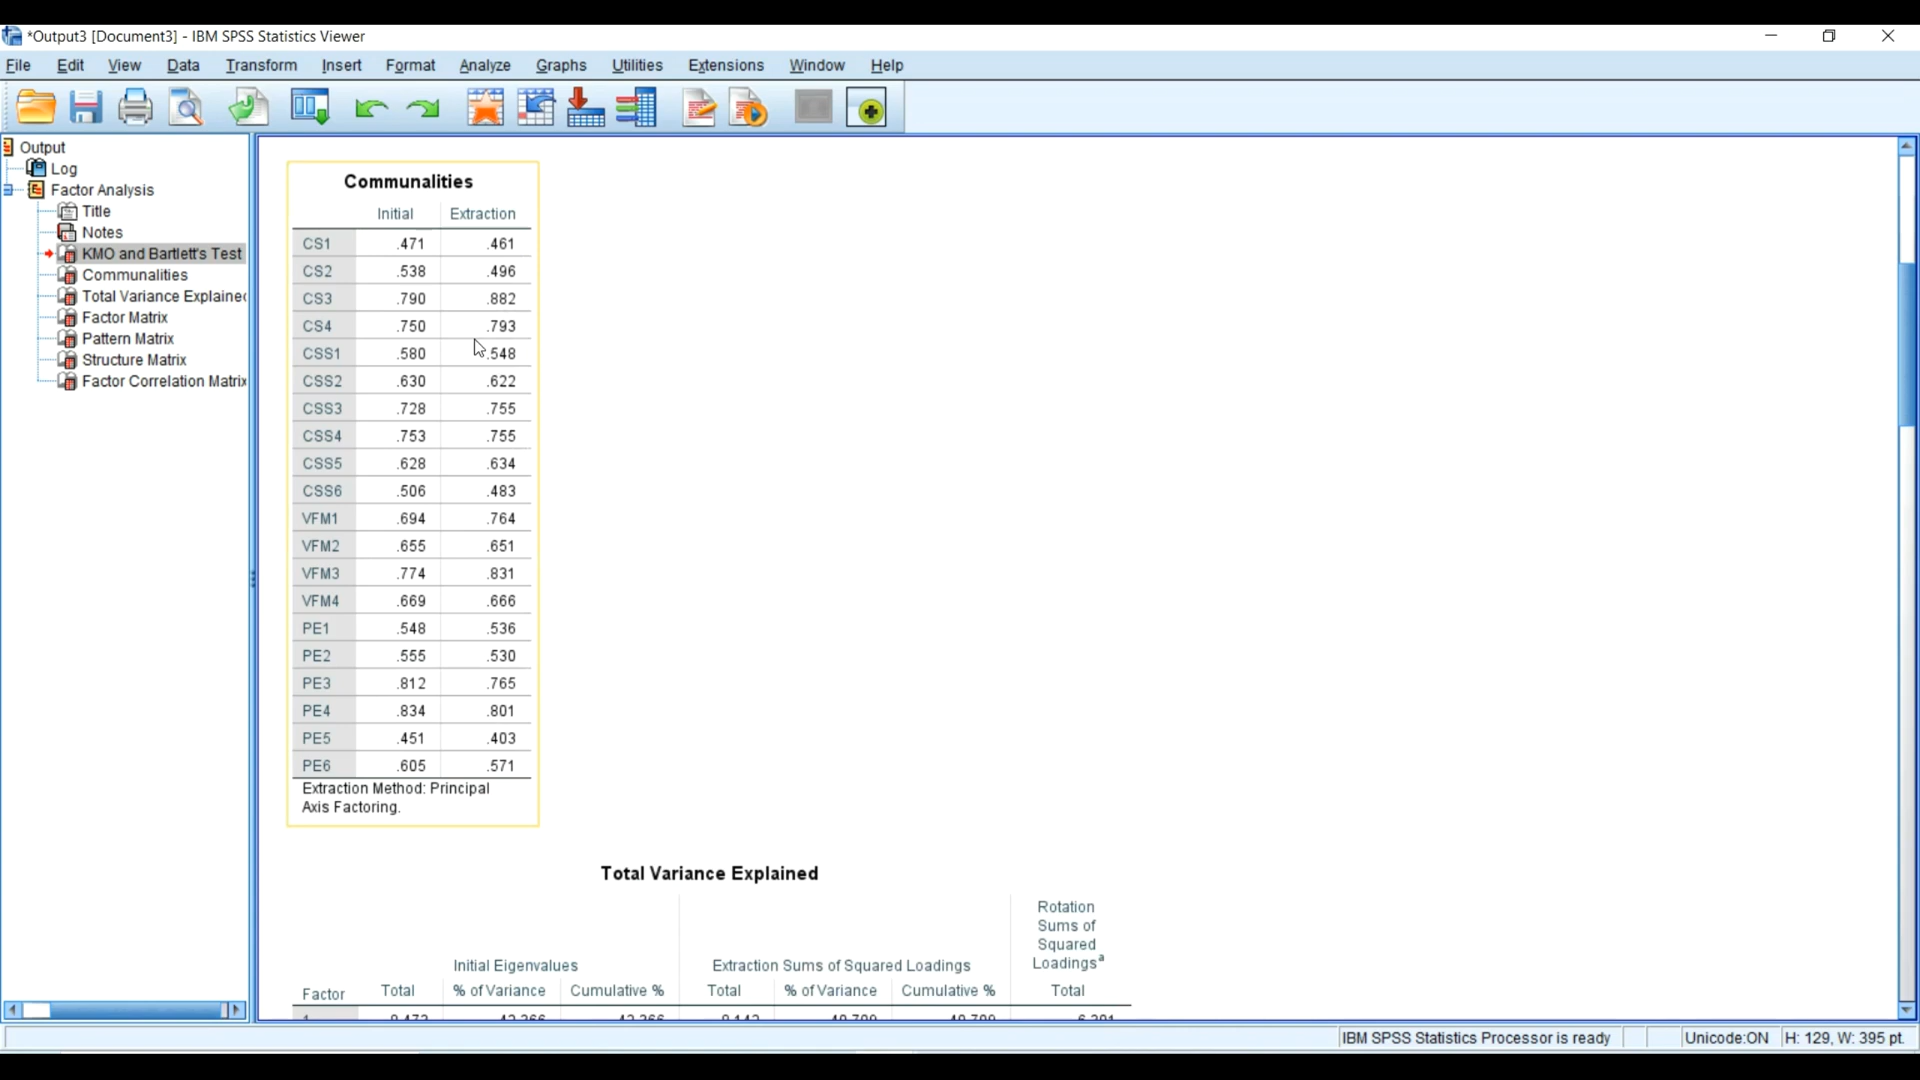 *Output3 [Document3] - IBM SPSS Statistics Viewer
File Edit View Data Transform Insert Format Analyze Graphs Utilities Extensions Window Help
Output
Log
Factor Analysis
Title
Notes
KMO and Bartlett's Test
Communalities
Total Variance Explained
Factor Matrix
Pattern Matrix
Structure Matrix
Factor Correlation Matrix
Communalities
Initial Extraction
CS1 .471 .461
CS2 .538 .496
CS3 .790 .882
CS4 .750 .793
CSS1 .580 .548
CSS2 .630 .622
CSS3 .728 .755
CSS4 .753 .755
CSS5 .628 .634
CSS6 .506 .483
VFM1 .694 .764
VFM2 .655 .651
VFM3 .774 .831
VFM4 .669 .666
PE1 .548 .536
PE2 .555 .530
PE3 .812 .765
PE4 .834 .801
PE5 .451 .403
PE6 .605 .571
Extraction Method: Principal
Axis Factoring.
Total Variance Explained
Rotation
Sums of
Squared
Initial Eigenvalues Extraction Sums of Squared Loadings Loadingsa
Factor Total % of Variance Cumulative % Total % of Variance Cumulative % Total
IBM SPSS Statistics Processor is ready Unicode:ON H: 129, W: 395 pt.